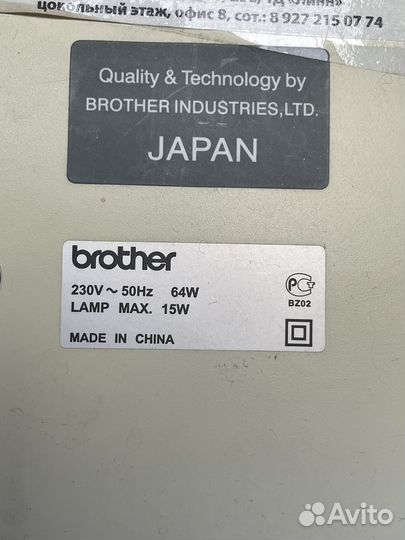 цокольный этаж, офис 8, сот.: 8 927 215 07 74
Quality & Technology by
BROTHER INDUSTRIES,LTD.
JAPAN
brother
230V ~ 50Hz 64W
LAMP MAX. 15W
MADE IN CHINA
РСТ
BZ02
Avito